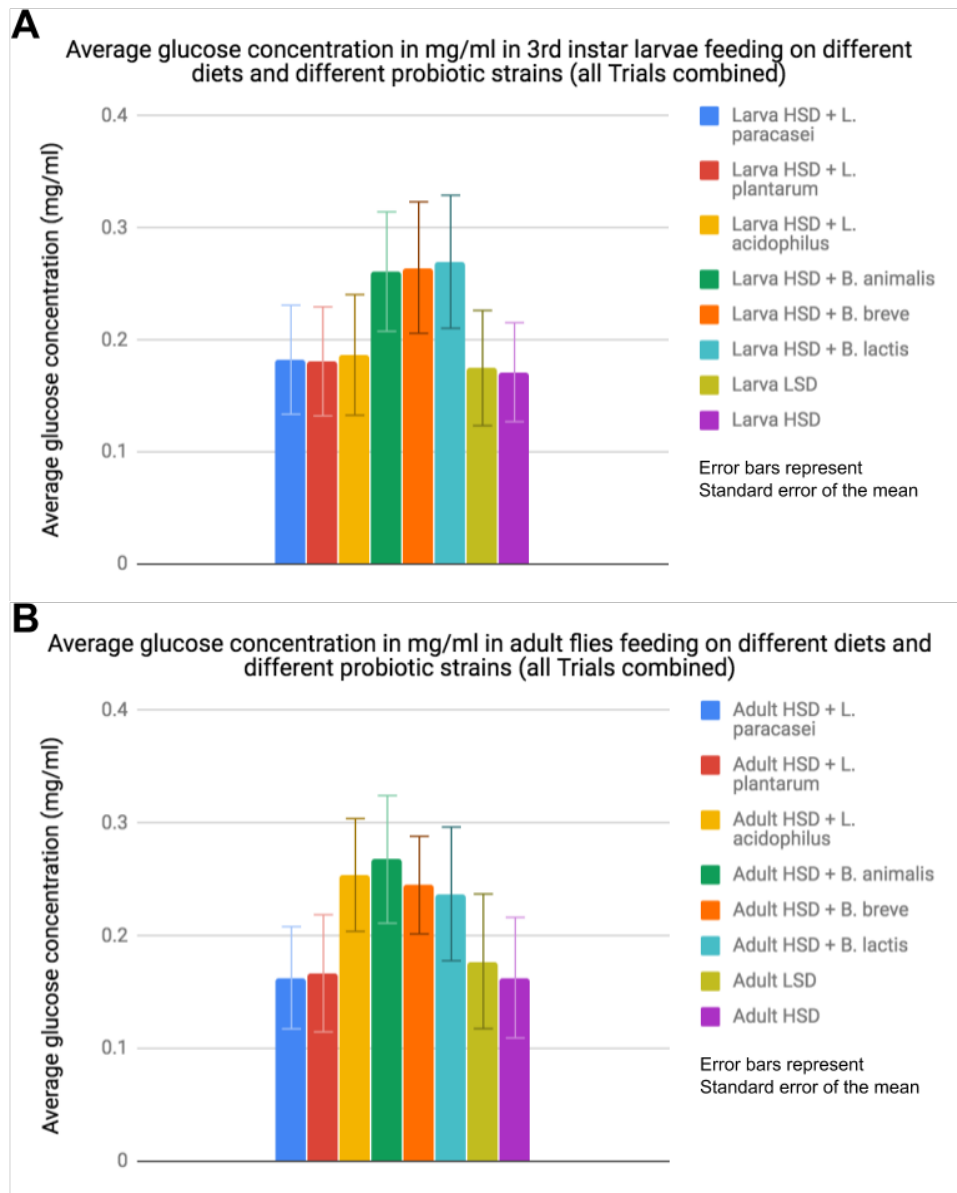 A
Average glucose concentration in mg/ml in 3rd instar larvae feeding on different
diets and different probiotic strains (all Trials combined)
Average glucose concentration (mg/ml)
0.4
0.3
0.2
0.1
0
Larva HSD + L.
paracasei
Larva HSD + L.
plantarum
Larva HSD + L.
acidophilus
Larva HSD + B. animalis
Larva HSD + B. breve
Larva HSD + B. lactis
Larva LSD
Larva HSD
Error bars represent
Standard error of the mean
B
Average glucose concentration in mg/ml in adult flies feeding on different diets and
different probiotic strains (all Trials combined)
Average glucose concentration (mg/ml)
0.4
0.3
0.2
0.1
0
Adult HSD + L.
paracasei
Adult HSD + L.
plantarum
Adult HSD + L.
acidophilus
Adult HSD + B. animalis
Adult HSD + B. breve
Adult HSD + B. lactis
Adult LSD
Adult HSD
Error bars represent
Standard error of the mean